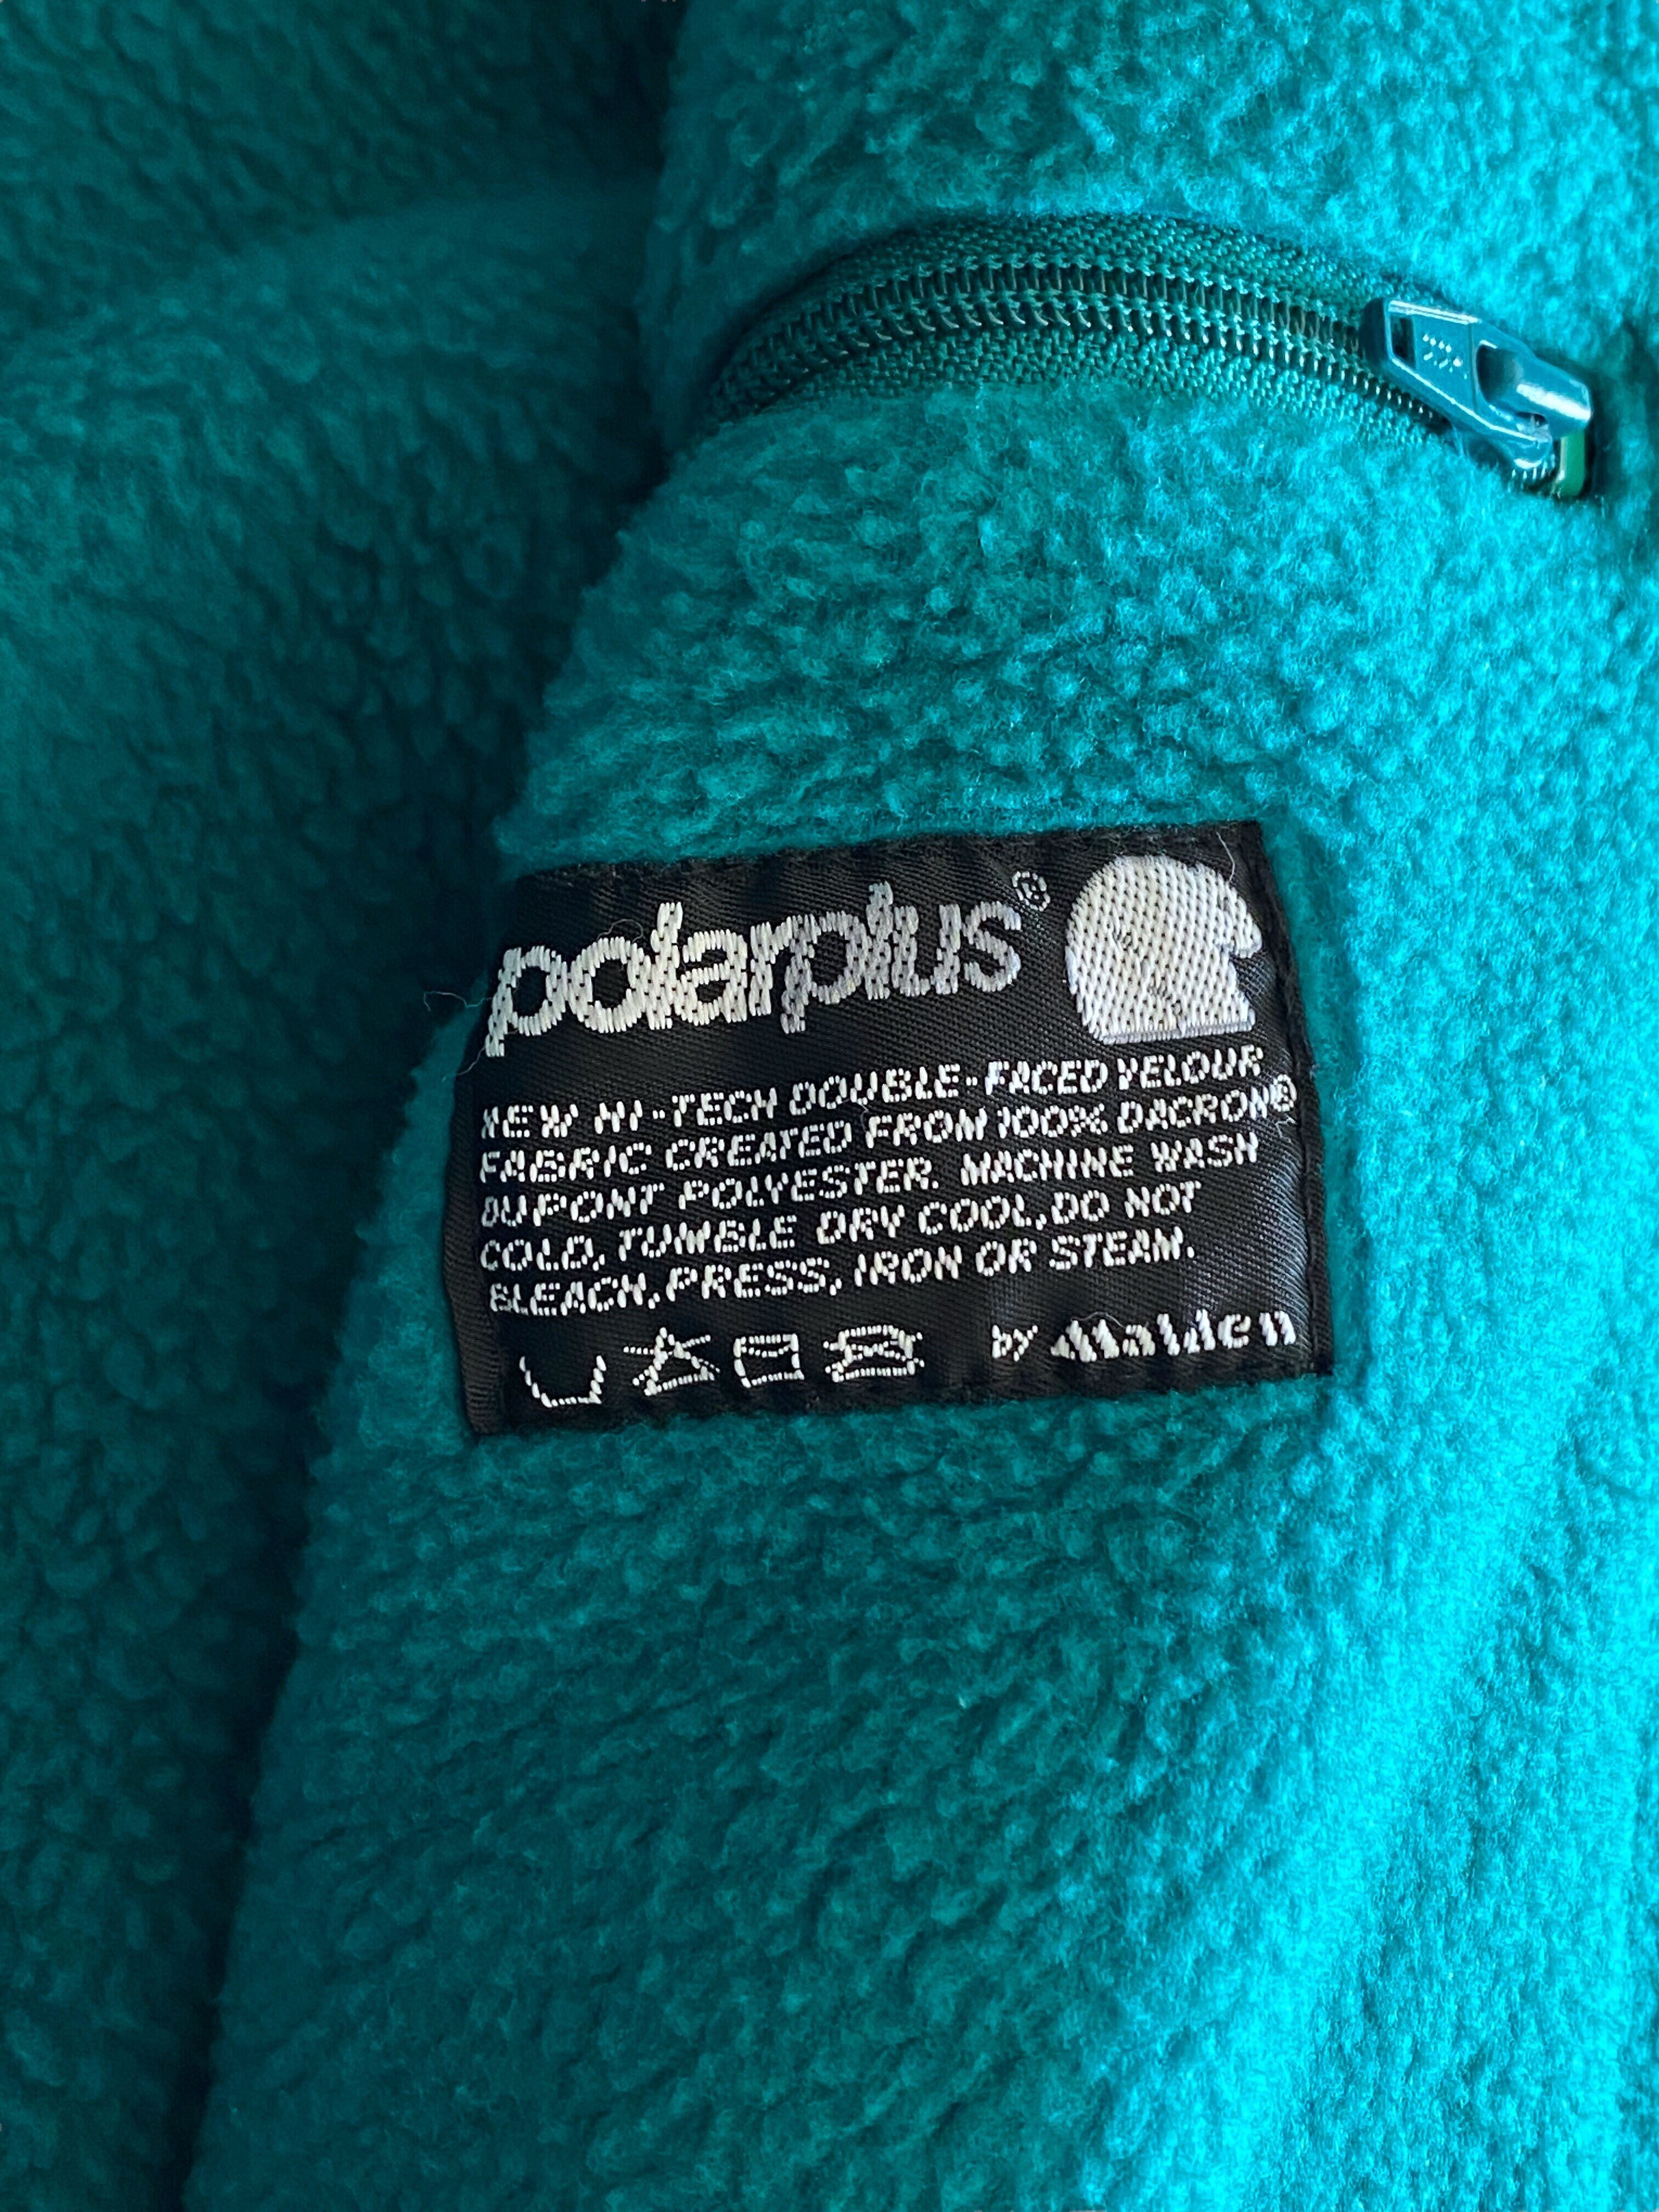 polarplus®
NEW HI-TECH DOUBLE-FACED VELOUR
FABRIC CREATED FROM 100% DACRON®
DUPONT POLYESTER. MACHINE WASH
COLD, TUMBLE DRY COOL, DO NOT
BLEACH, PRESS, IRON OR STEAM.
by Malden